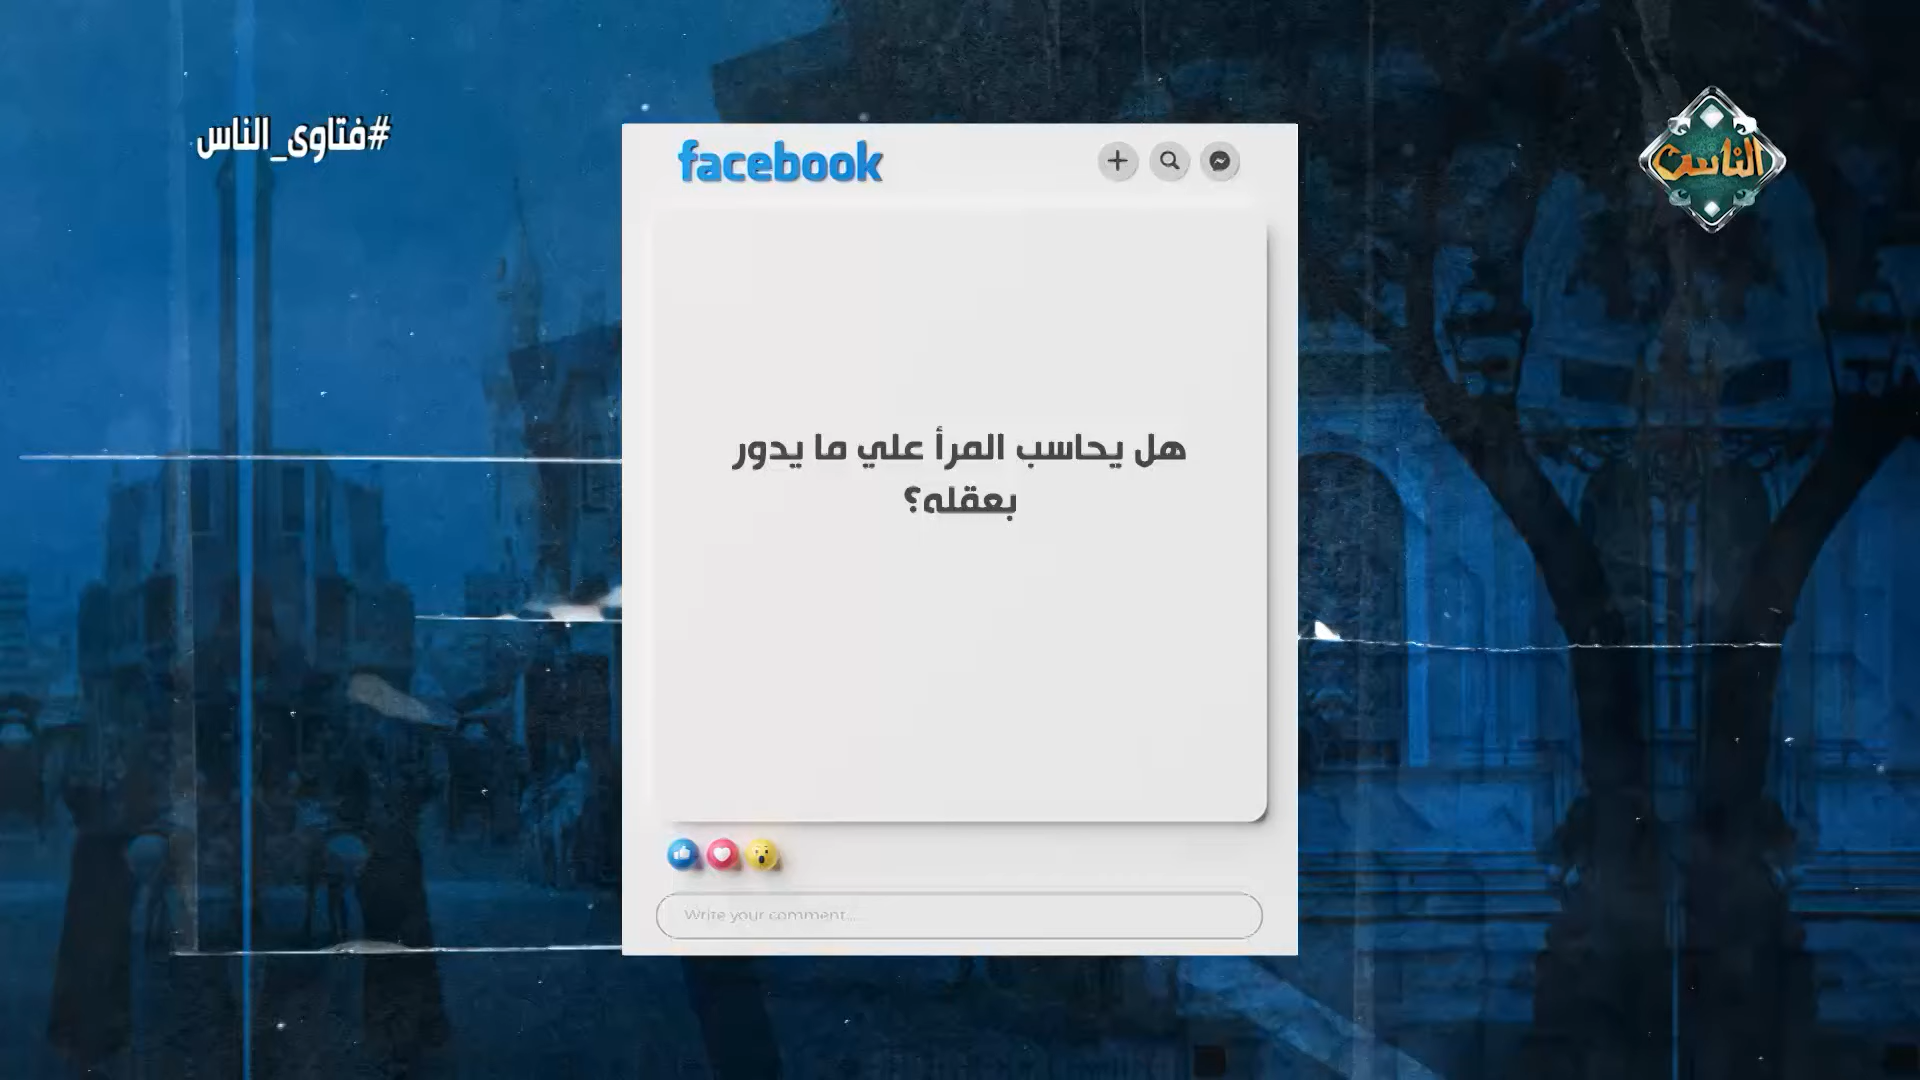 #فتاوى_الناس
الناس
facebook
هل يحاسب المرأ علي ما يدور
بعقله؟
Write your comment....